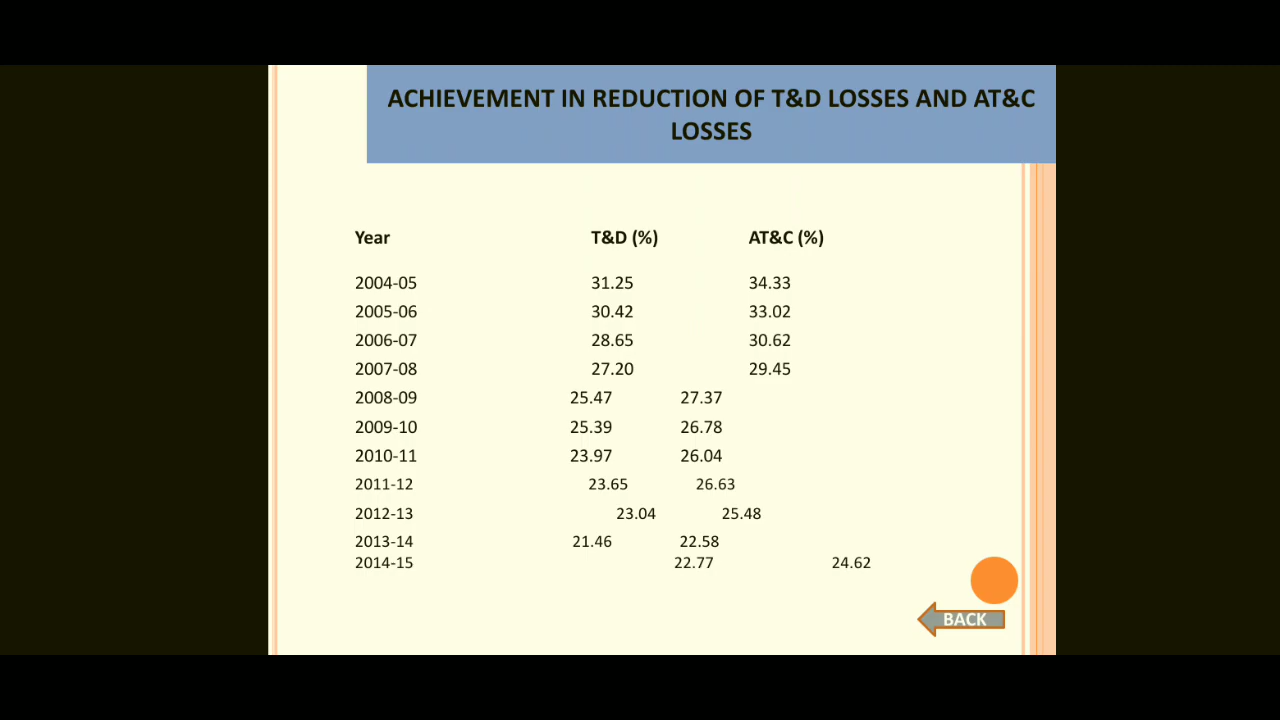 ACHIEVEMENT IN REDUCTION OF T&D LOSSES AND AT&C
LOSSES
Year T&D (%) AT&C (%)
2004-05 31.25 34.33
2005-06 30.42 33.02
2006-07 28.65 30.62
2007-08 27.20 29.45
2008-09 25.47 27.37
2009-10 25.39 26.78
2010-11 23.97 26.04
2011-12 23.65 26.63
2012-13 23.04 25.48
2013-14 21.46 22.58
2014-15 22.77 24.62
BACK